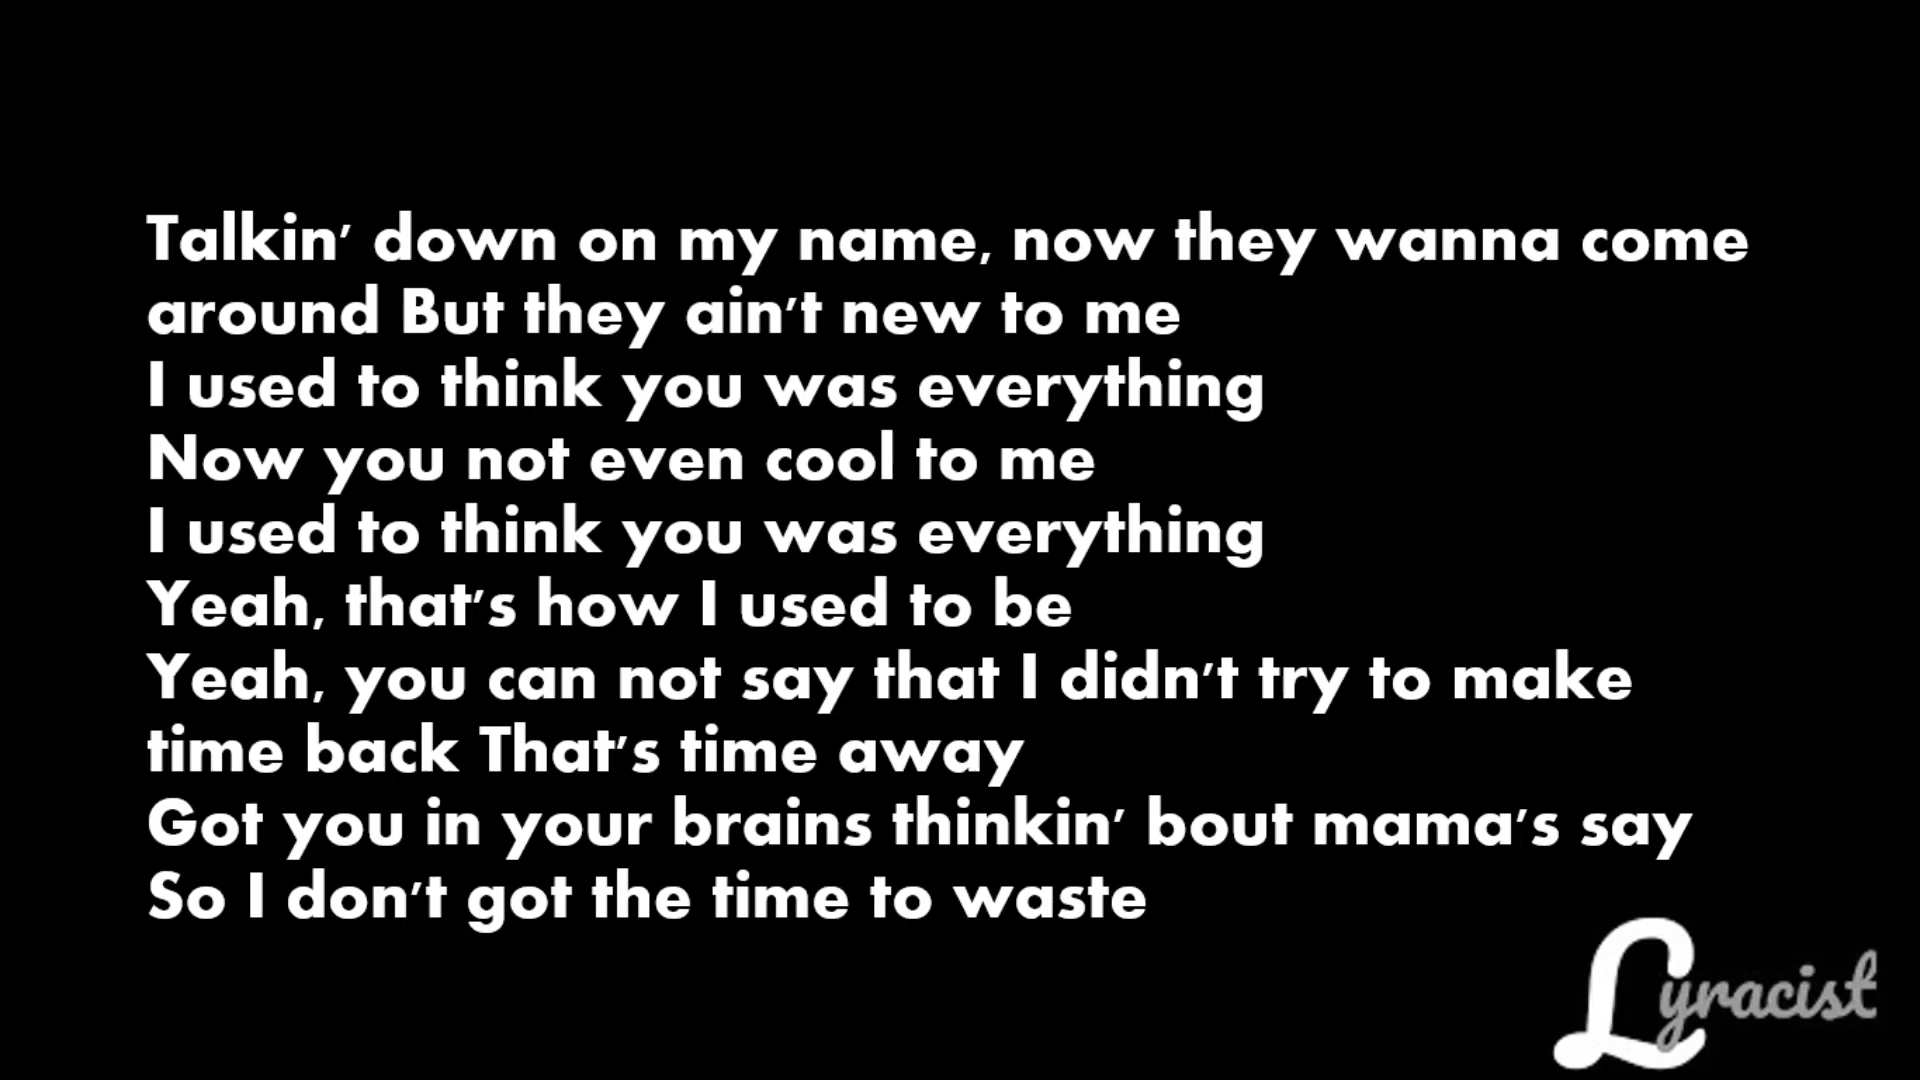 Talkin' down on my name, now they wanna come
around But they ain't new to me
I used to think you was everything
Now you not even cool to me
I used to think you was everything
Yeah, that's how I used to be
Yeah, you can not say that I didn't try to make
time back That's time away
Got you in your brains thinkin' bout mama's say
So I don't got the time to waste
Lyracist